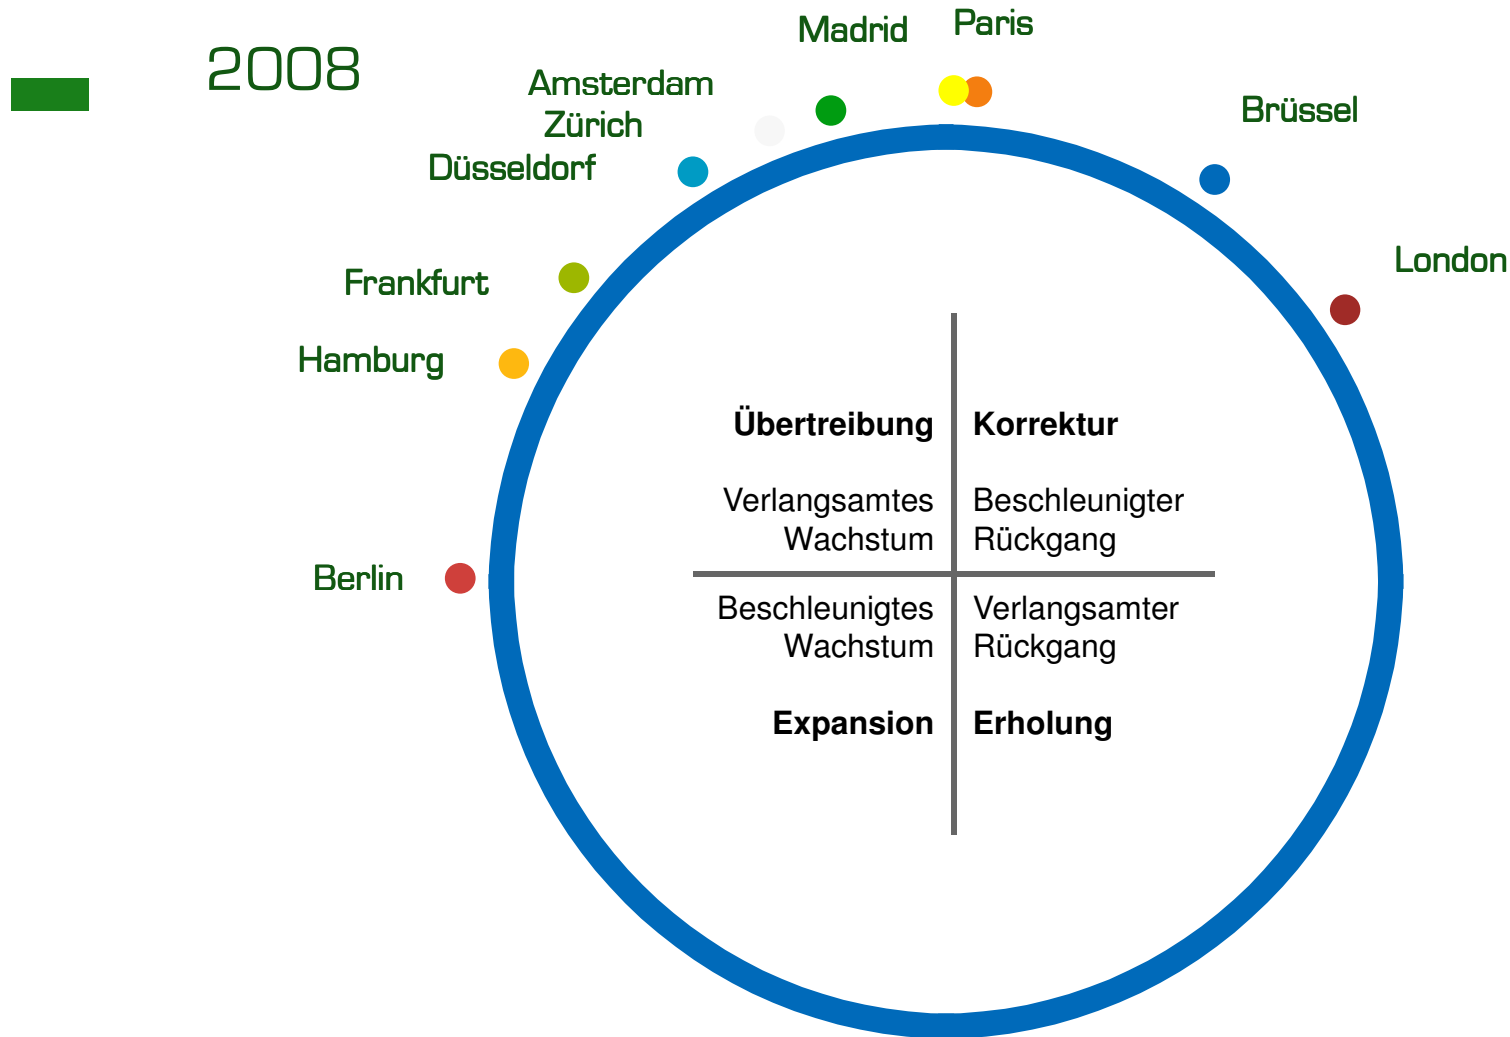 2008
Madrid
Paris
Amsterdam
Zürich
Düsseldorf
Brüssel
London
Frankfurt
Hamburg
Berlin
Übertreibung
Korrektur
Verlangsamtes
Wachstum
Beschleunigter
Rückgang
Beschleunigtes
Wachstum
Verlangsamter
Rückgang
Expansion
Erholung